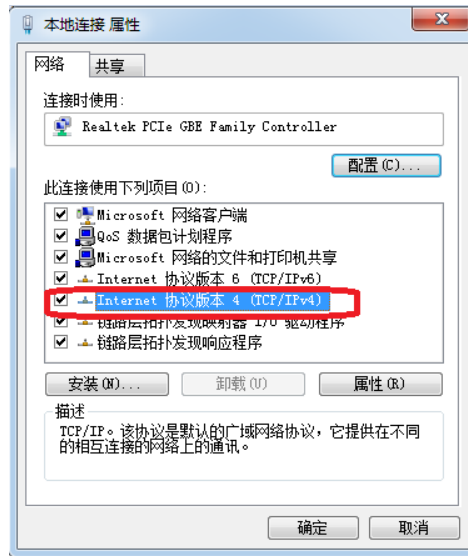 本地连接 属性
网络
共享
连接时使用:
Realtek PCIe GBE Family Controller
配置(C)...
此连接使用下列项目(O):
Microsoft 网络客户端
QoS 数据包计划程序
Microsoft 网络的文件和打印机共享
Internet 协议版本 6 (TCP/IPv6)
Internet 协议版本 4 (TCP/IPv4)
链路层拓扑发现映射器 I/O 驱动程序
链路层拓扑发现响应程序
安装(N)...
卸载(U)
属性(R)
描述
TCP/IP。该协议是默认的广域网络协议，它提供在不同
的相互连接的网络上的通讯。
确定
取消